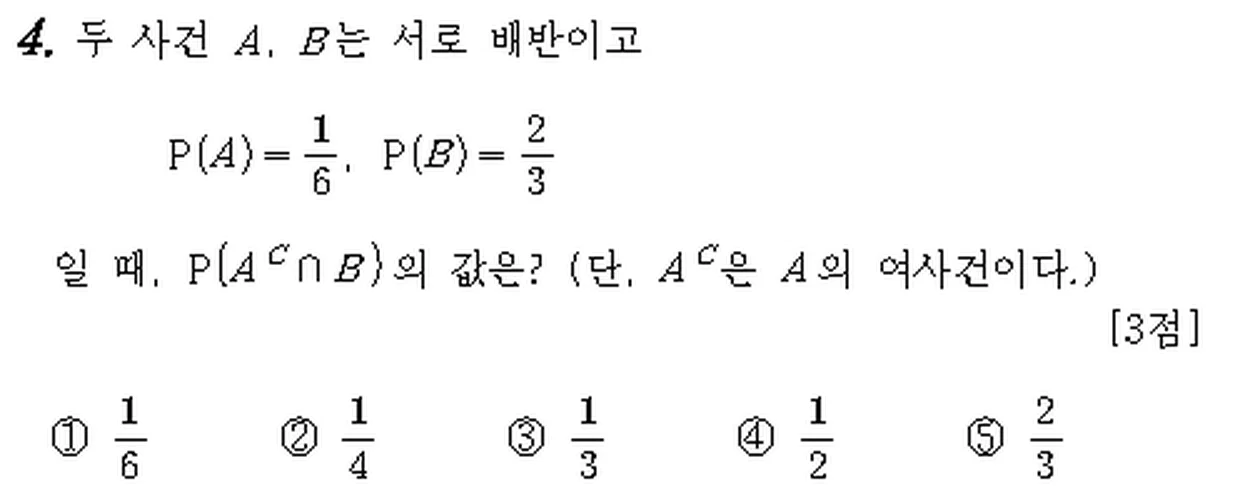 4. 두 사건 A, B는 서로 배반이고
P(A) = 1/6, P(B) = 2/3
일 때, P(A^C ∩ B)의 값은? (단, A^C은 A의 여사건이다.)
[3점]
① 1/6 ② 1/4 ③ 1/3 ④ 1/2 ⑤ 2/3